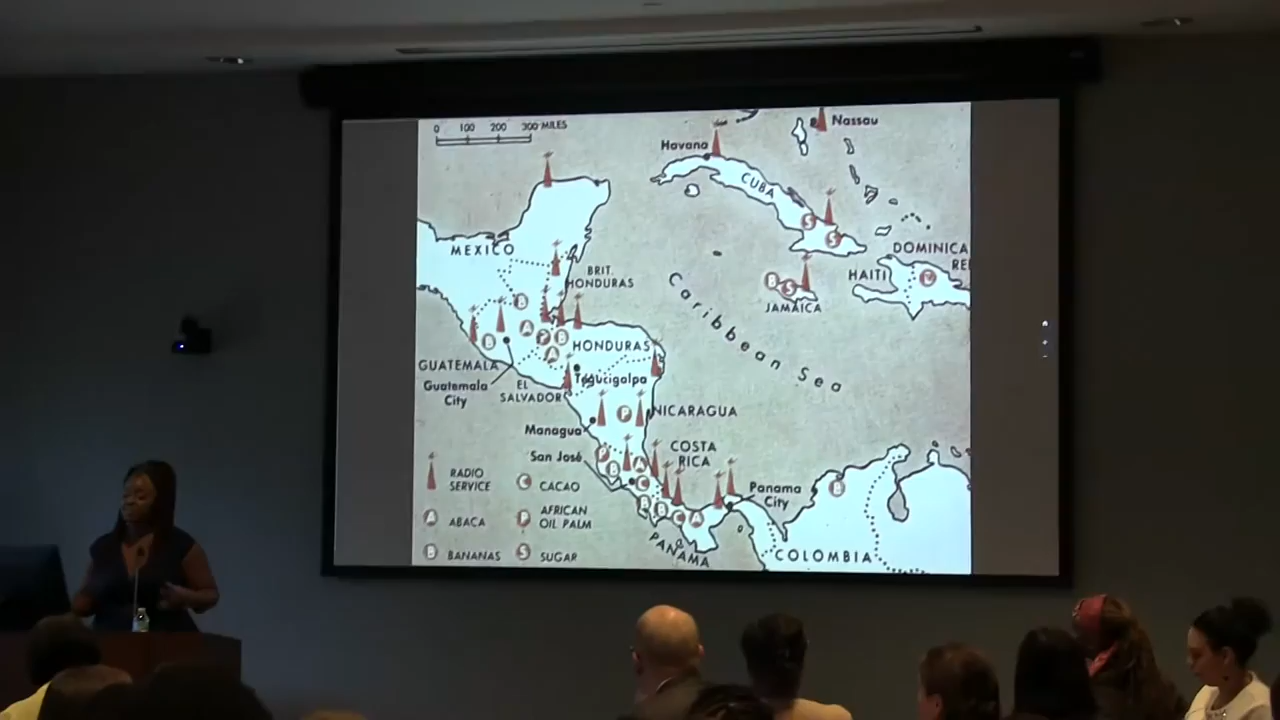 0 100 200 300 MILES
Nassau
Havana
CUBA
MEXICO
BRIT.
HONDURAS
DOMINICA
RE
HAITI
JAMAICA
Caribbean Sea
HONDURAS
GUATEMALA
Guatemala
City
EL
SALVADOR
Tegucigalpa
NICARAGUA
Managua
COSTA
RICA
San José
Panama
City
PANAMA
COLOMBIA
RADIO
SERVICE
C CACAO
A ABACA
P AFRICAN
OIL PALM
B BANANAS
S SUGAR